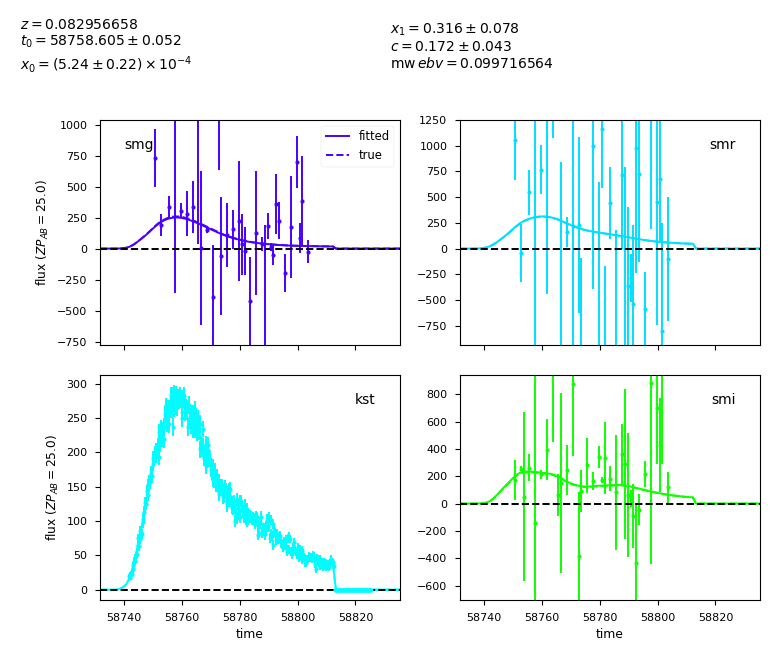 z = 0.082956658
t₀ = 58758.605 ± 0.052
x₀ = (5.24 ± 0.22) × 10⁻⁴
x₁ = 0.316 ± 0.078
c = 0.172 ± 0.043
mwebv = 0.099716564
smg
fitted
true
flux (ZP_AB = 25.0)
1000
750
500
250
0
−250
−500
−750
smr
1250
1000
750
500
250
0
−250
−500
−750
kst
flux (ZP_AB = 25.0)
300
250
200
150
100
50
0
58740 58760 58780 58800 58820
time
smi
800
600
400
200
0
−200
−400
−600
58740 58760 58780 58800 58820
time